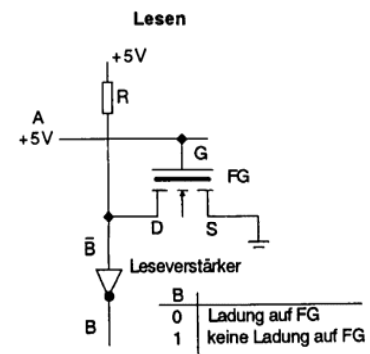 Lesen
+5V
R
A
+5V
G
FG
D
S
B̅
Leseverstärker
B
B
0 Ladung auf FG
1 keine Ladung auf FG